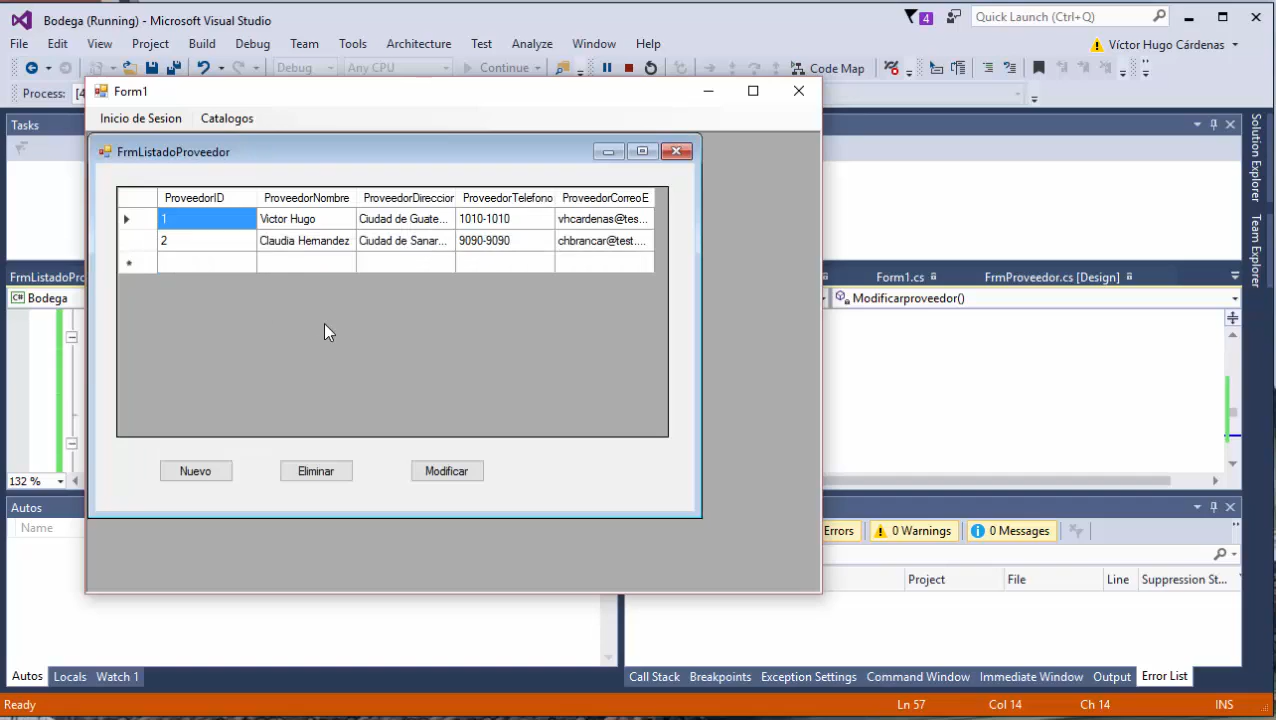 Bodega (Running) - Microsoft Visual Studio
4
Quick Launch (Ctrl+Q)
File Edit View Project Build Debug Team Tools Architecture Test Analyze Window Help
Víctor Hugo Cárdenas
Debug Any CPU Continue Code Map
Process: [4
Form1
Tasks
Inicio de Sesion Catalogos
FrmListadoProveedor
ProveedorID ProveedorNombre ProveedorDireccior ProveedorTelefono ProveedorCorreoE
1 Victor Hugo Ciudad de Guate... 1010-1010 vhcardenas@tes...
2 Claudia Hernandez Ciudad de Sanar... 9090-9090 chbrancar@test....
*
Nuevo Eliminar Modificar
Solution Explorer
Team Explorer
FrmListadoPro Form1.cs FrmProveedor.cs [Design]
C# Bodega Modificarproveedor()
132 %
Autos
Name
Errors 0 Warnings 0 Messages
Project File Line Suppression St...
Autos Locals Watch 1
Call Stack Breakpoints Exception Settings Command Window Immediate Window Output Error List
Ready Ln 57 Col 14 Ch 14 INS